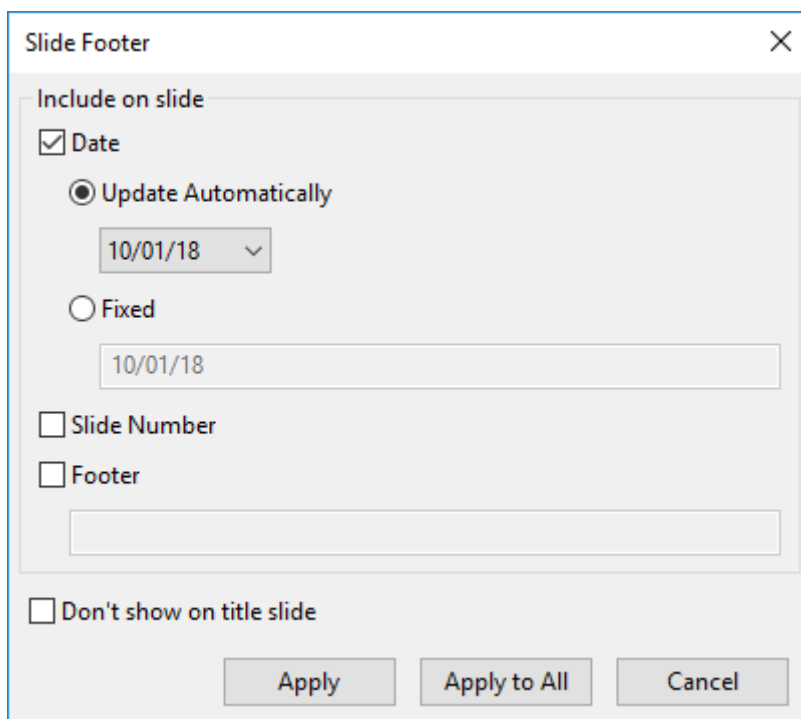 Slide Footer
Include on slide
Date
Update Automatically
10/01/18
Fixed
10/01/18
Slide Number
Footer
Don't show on title slide
Apply Apply to All Cancel